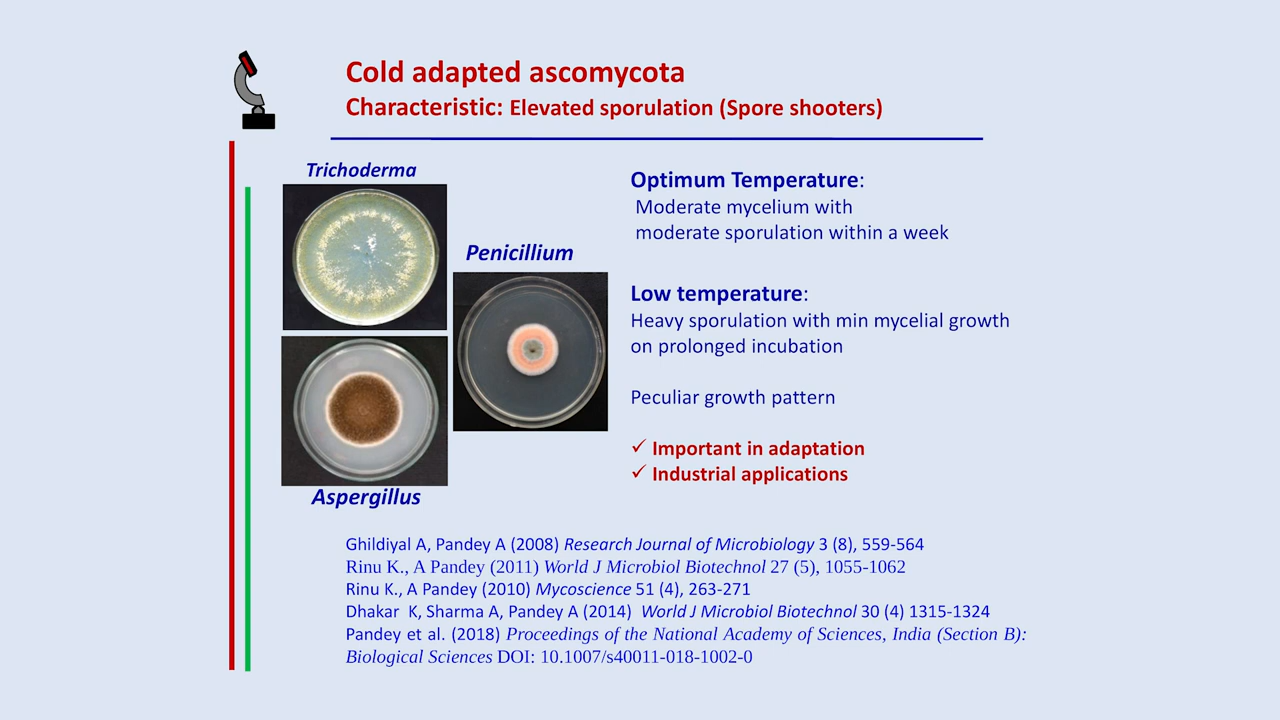 Cold adapted ascomycota
Characteristic: Elevated sporulation (Spore shooters)
Trichoderma
Penicillium
Aspergillus
Optimum Temperature:
Moderate mycelium with
moderate sporulation within a week
Low temperature:
Heavy sporulation with min mycelial growth
on prolonged incubation
Peculiar growth pattern
✓ Important in adaptation
✓ Industrial applications
Ghildiyal A, Pandey A (2008) Research Journal of Microbiology 3 (8), 559-564
Rinu K., A Pandey (2011) World J Microbiol Biotechnol 27 (5), 1055-1062
Rinu K., A Pandey (2010) Mycoscience 51 (4), 263-271
Dhakar K, Sharma A, Pandey A (2014) World J Microbiol Biotechnol 30 (4) 1315-1324
Pandey et al. (2018) Proceedings of the National Academy of Sciences, India (Section B):
Biological Sciences DOI: 10.1007/s40011-018-1002-0